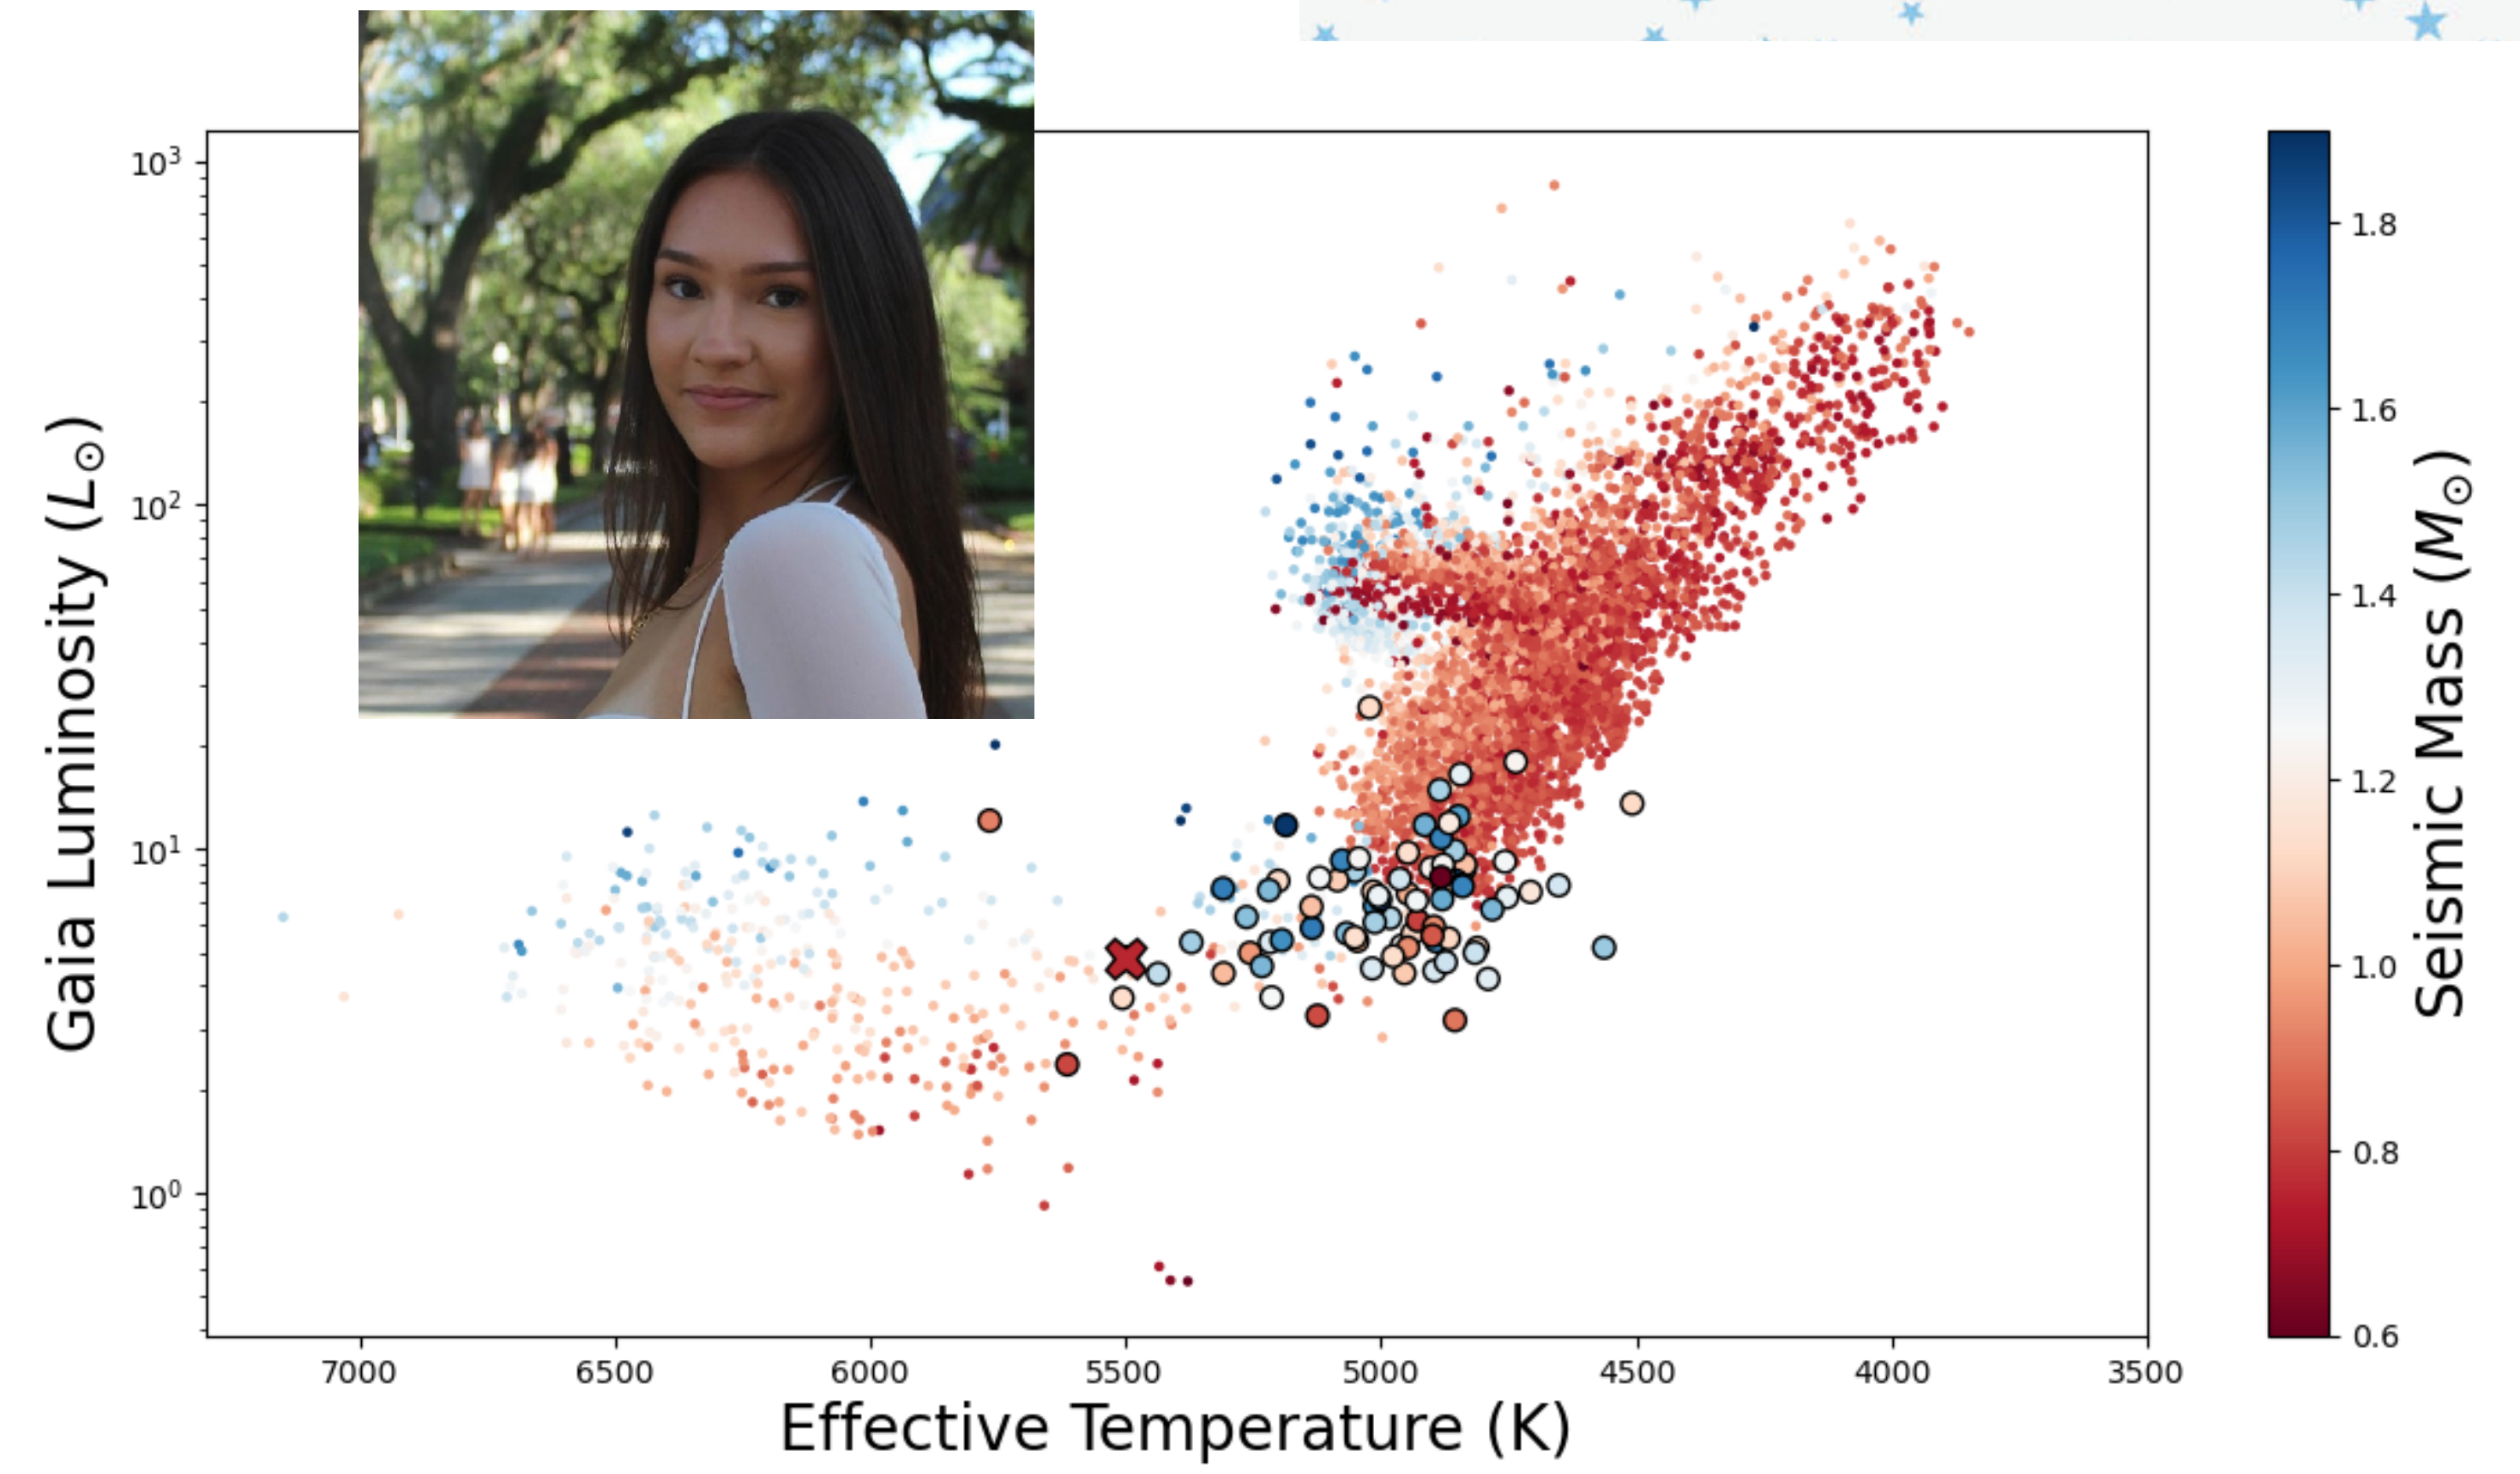 10³
10²
10¹
10⁰
Gaia Luminosity (L☉)
7000 6500 6000 5500 5000 4500 4000 3500
Effective Temperature (K)
1.8
1.6
1.4
1.2
1.0
0.8
0.6
Seismic Mass (M☉)